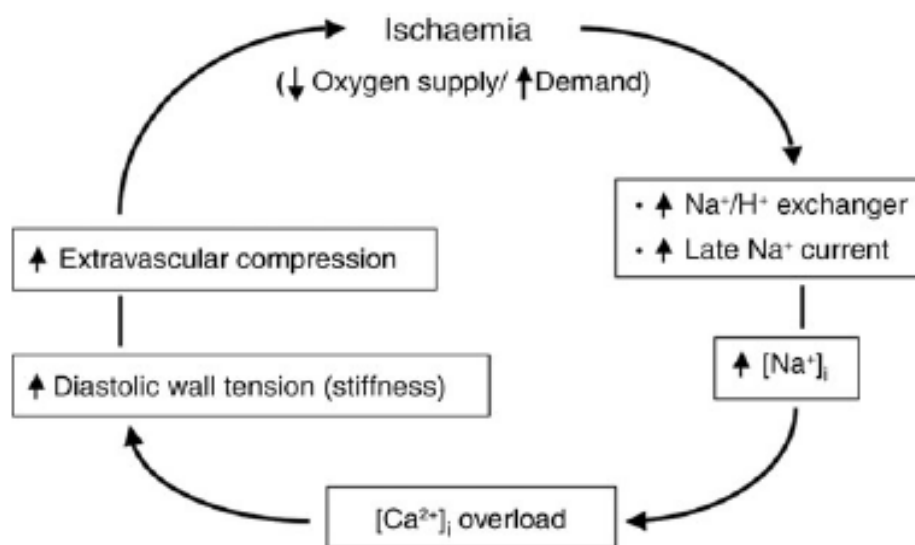 Ischaemia
(↓ Oxygen supply/ ↑Demand)
• ↑ Na⁺/H⁺ exchanger
• ↑ Late Na⁺ current
↑ [Na⁺]ᵢ
[Ca²⁺]ᵢ overload
↑ Diastolic wall tension (stiffness)
↑ Extravascular compression